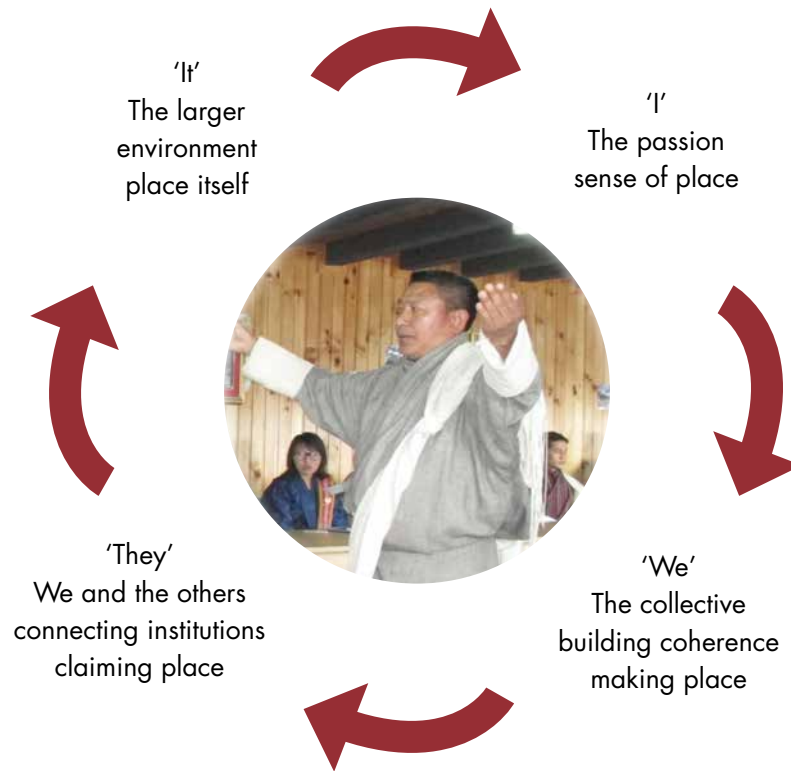 ‘It’
The larger
environment
place itself
‘I’
The passion
sense of place
‘We’
The collective
building coherence
making place
‘They’
We and the others
connecting institutions
claiming place